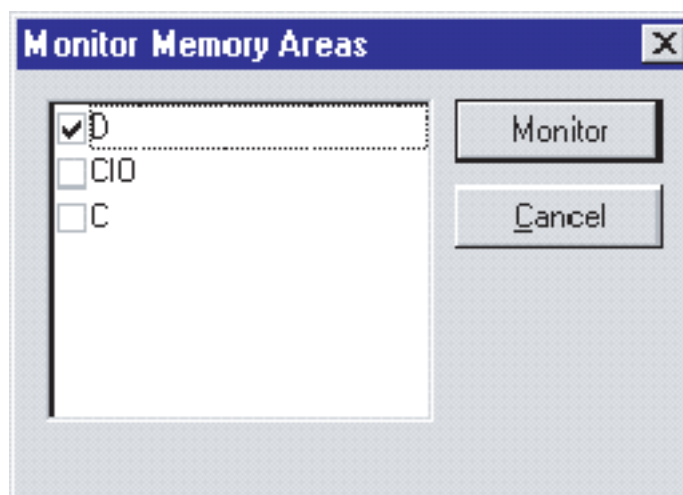 Monitor Memory Areas
D
CIO
C
Monitor
Cancel